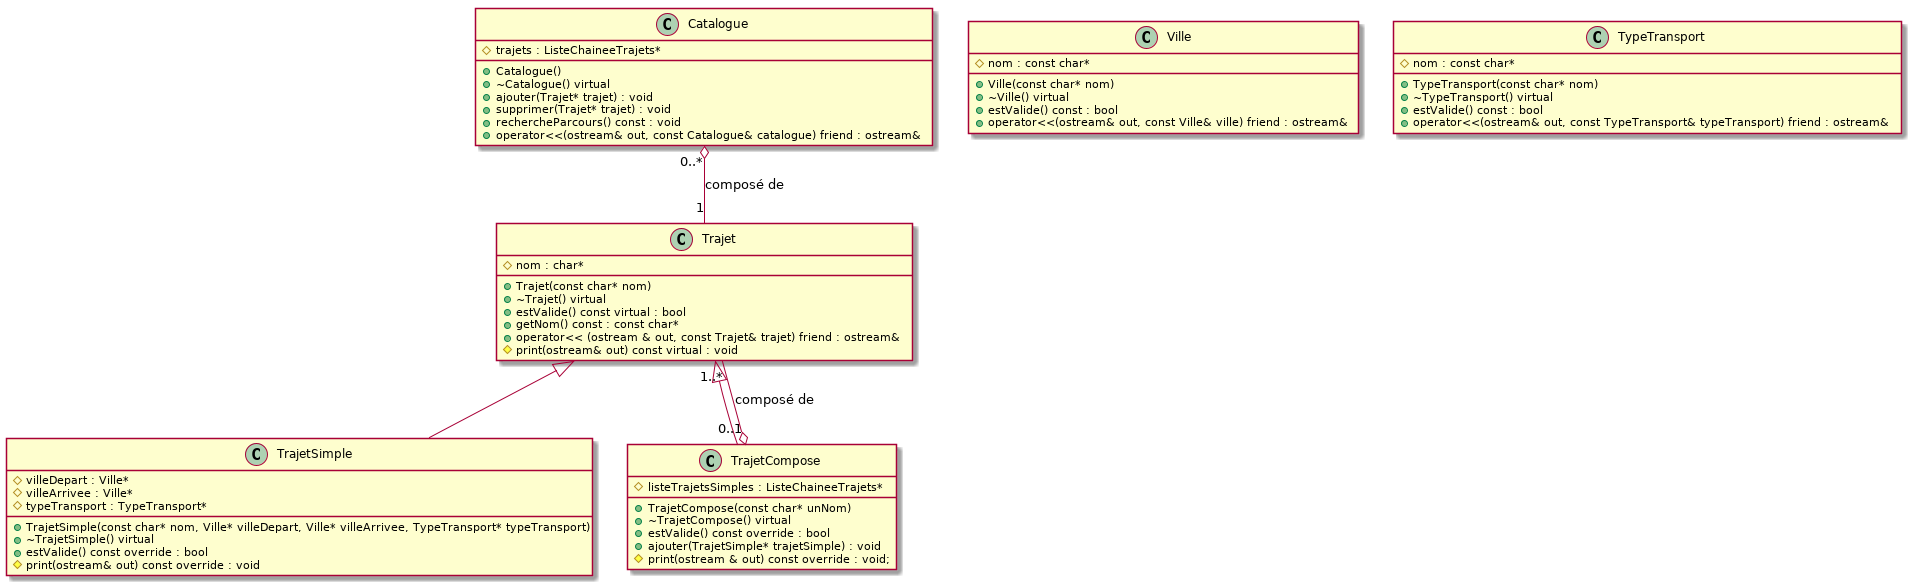 C Catalogue
trajets : ListeChaineeTrajets*
Catalogue()
~Catalogue() virtual
ajouter(Trajet* trajet) : void
supprimer(Trajet* trajet) : void
rechercheParcours() const : void
operator<<(ostream& out, const Catalogue& catalogue) friend : ostream&
C Ville
nom : const char*
Ville(const char* nom)
~Ville() virtual
estValide() const : bool
operator<<(ostream& out, const Ville& ville) friend : ostream&
C TypeTransport
nom : const char*
TypeTransport(const char* nom)
~TypeTransport() virtual
estValide() const : bool
operator<<(ostream& out, const TypeTransport& typeTransport) friend : ostream&
0..*
composé de
1
C Trajet
nom : char*
Trajet(const char* nom)
~Trajet() virtual
estValide() const virtual : bool
getNom() const : const char*
operator<< (ostream & out, const Trajet& trajet) friend : ostream&
print(ostream& out) const virtual : void
1..*
composé de
0..1
C TrajetSimple
villeDepart : Ville*
villeArrivee : Ville*
typeTransport : TypeTransport*
TrajetSimple(const char* nom, Ville* villeDepart, Ville* villeArrivee, TypeTransport* typeTransport)
~TrajetSimple() virtual
estValide() const override : bool
print(ostream& out) const override : void
C TrajetCompose
listeTrajetsSimples : ListeChaineeTrajets*
TrajetCompose(const char* unNom)
~TrajetCompose() virtual
estValide() const override : bool
ajouter(TrajetSimple* trajetSimple) : void
print(ostream & out) const override : void;